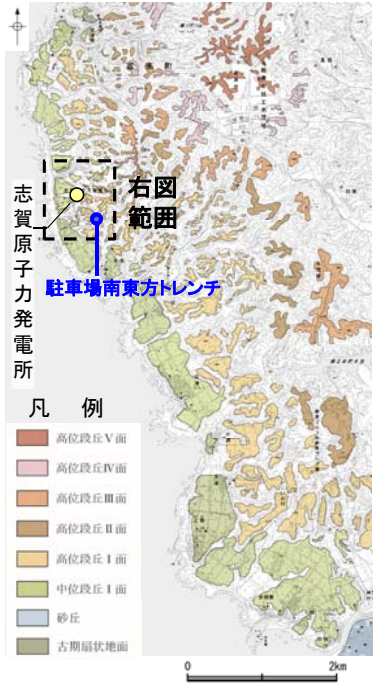 右図
範囲
志賀原子力発電所
駐車場南東方トレンチ
凡 例
高位段丘Ⅴ面
高位段丘Ⅳ面
高位段丘Ⅲ面
高位段丘Ⅱ面
高位段丘Ⅰ面
中位段丘Ⅰ面
砂丘
古期扇状地面
0 2km